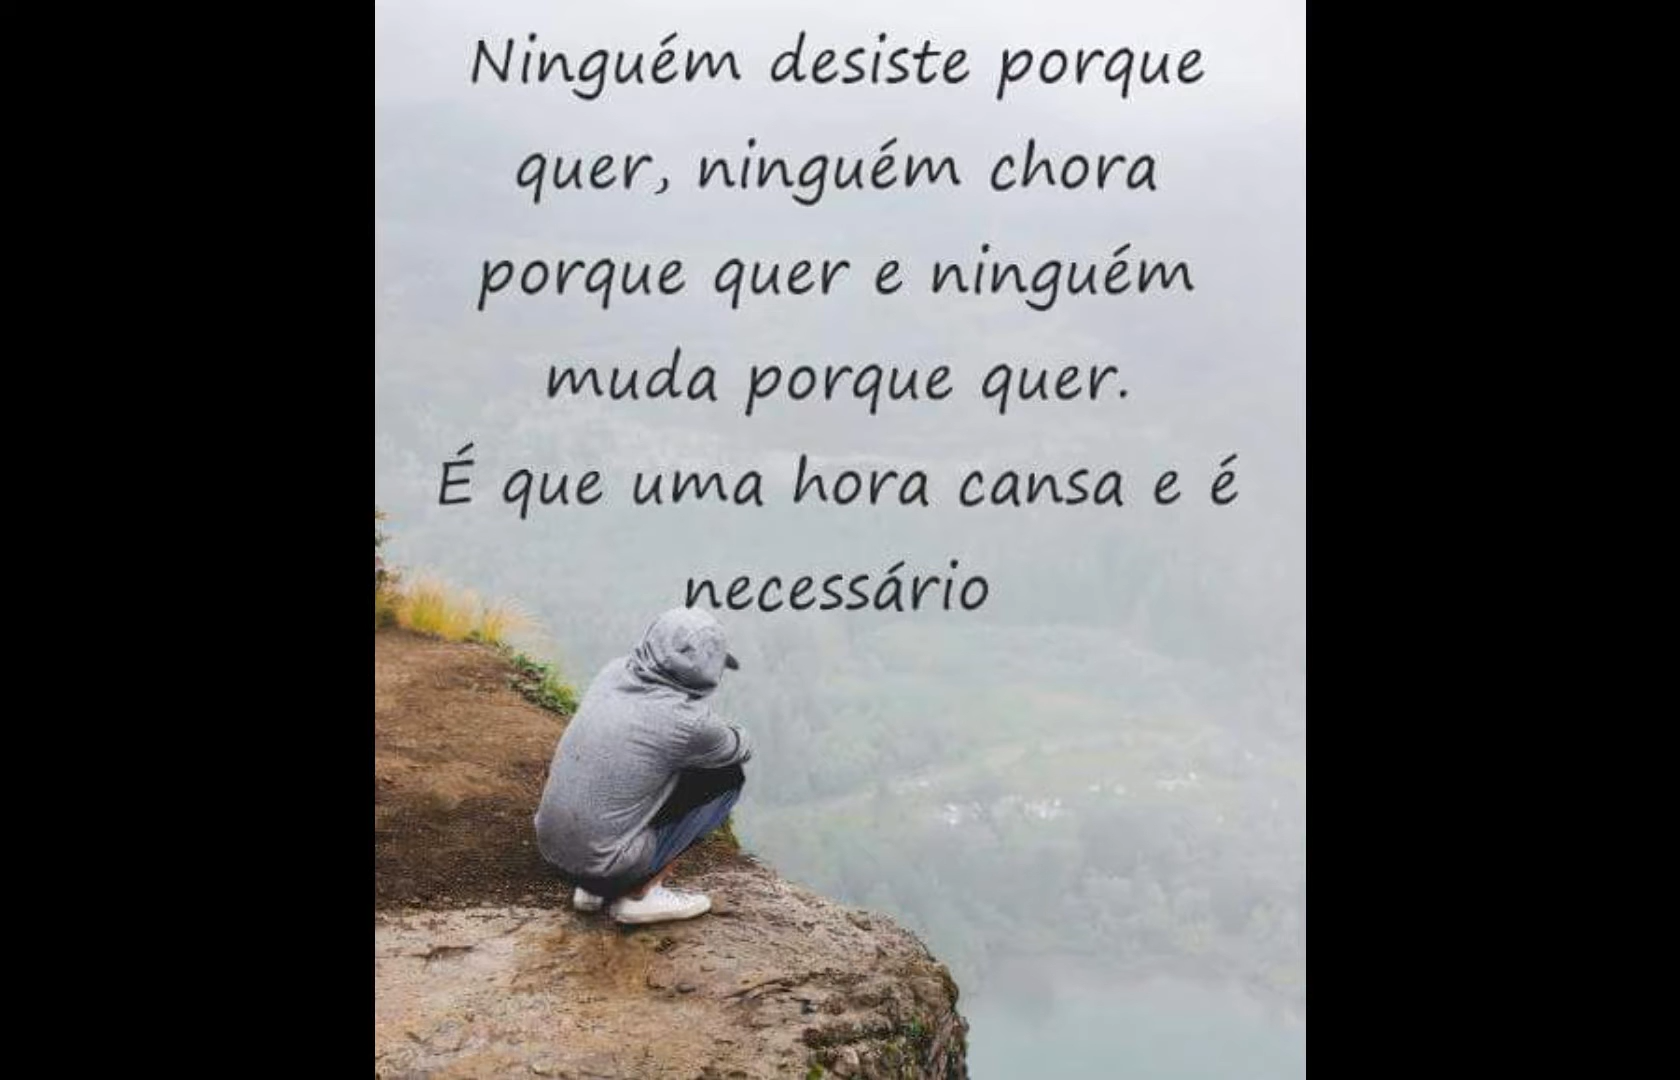 Ninguém desiste porque
quer, ninguém chora
porque quer e ninguém
muda porque quer.
É que uma hora cansa e é
necessário